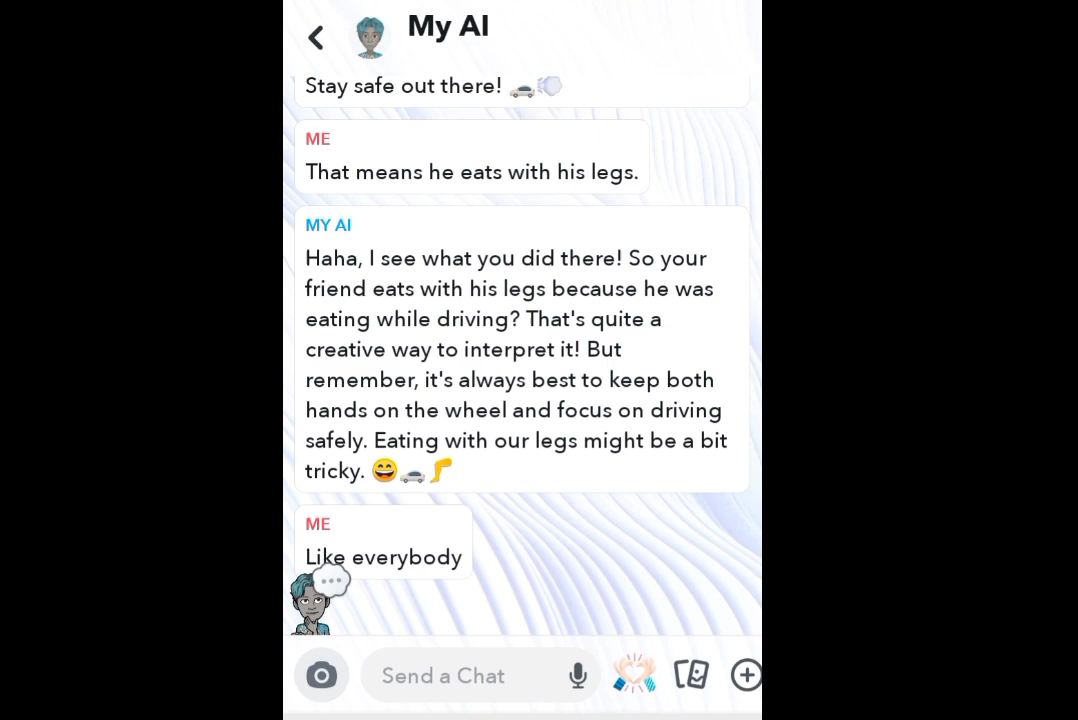 My AI
Stay safe out there! 🚗💨
ME
That means he eats with his legs.
MY AI
Haha, I see what you did there! So your
friend eats with his legs because he was
eating while driving? That's quite a
creative way to interpret it! But
remember, it's always best to keep both
hands on the wheel and focus on driving
safely. Eating with our legs might be a bit
tricky. 😄🚗🦵
ME
Like everybody
Send a Chat